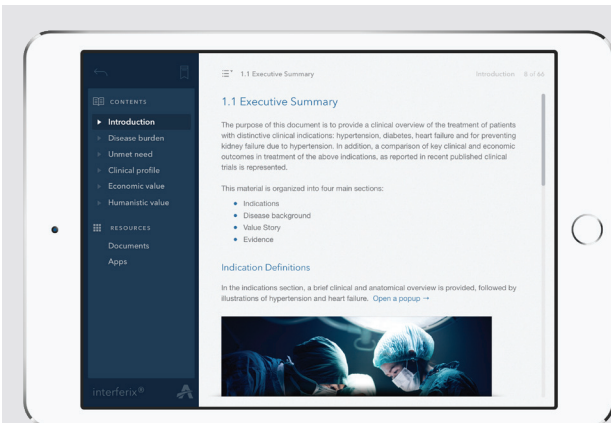 CONTENTS
Introduction
Disease burden
Unmet need
Clinical profile
Economic value
Humanistic value
RESOURCES
Documents
Apps
interferix®
1.1 Executive Summary
Introduction 8 of 66
1.1 Executive Summary
The purpose of this document is to provide a clinical overview of the treatment of patients
with distinctive clinical indications: hypertension, diabetes, heart failure and for preventing
kidney failure due to hypertension. In addition, a comparison of key clinical and economic
outcomes in treatment of the above indications, as reported in recent published clinical
trials is represented.
This material is organized into four main sections:
• Indications
• Disease background
• Value Story
• Evidence
Indication Definitions
In the indications section, a brief clinical and anatomical overview is provided, followed by
illustrations of hypertension and heart failure. Open a popup →